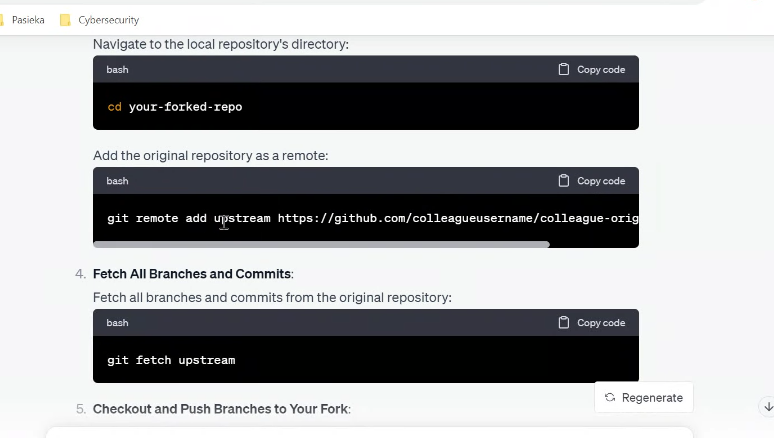 Pasieka Cybersecurity
Navigate to the local repository's directory:
bash Copy code
cd your-forked-repo
Add the original repository as a remote:
bash Copy code
git remote add upstream https://github.com/colleagueusername/colleague-orig
4. Fetch All Branches and Commits:
Fetch all branches and commits from the original repository:
bash Copy code
git fetch upstream
Regenerate
5. Checkout and Push Branches to Your Fork: